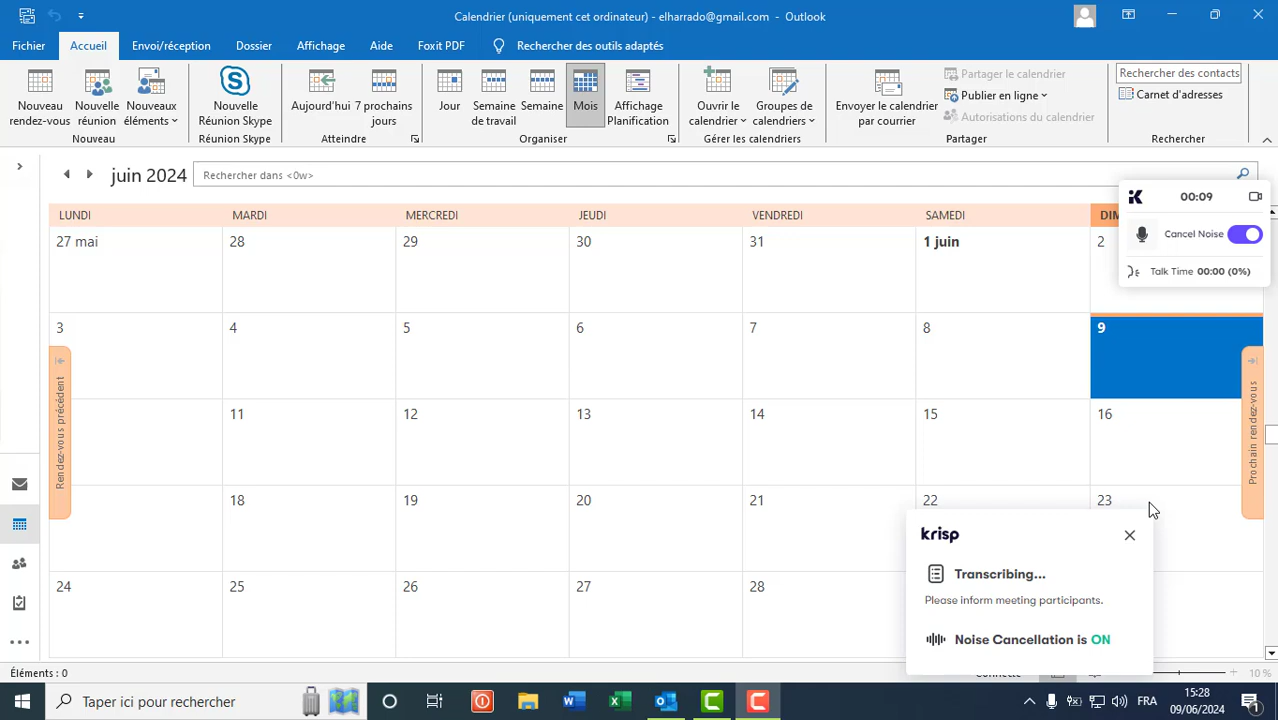 Calendrier (uniquement cet ordinateur) - elharrado@gmail.com - Outlook
Fichier Accueil Envoi/réception Dossier Affichage Aide Foxit PDF Rechercher des outils adaptés
Nouveau rendez-vous
Nouvelle réunion
Nouveaux éléments
Nouvelle Réunion Skype
Aujourd'hui
7 prochains jours
Jour
Semaine de travail
Semaine
Mois
Affichage Planification
Ouvrir le calendrier
Groupes de calendriers
Envoyer le calendrier par courrier
Partager le calendrier
Publier en ligne
Autorisations du calendrier
Rechercher des contacts
Carnet d'adresses
Nouveau Réunion Skype Atteindre Organiser Gérer les calendriers Partager Rechercher
juin 2024 Rechercher dans <0w>
00:09
Cancel Noise
Talk Time 00:00 (0%)
LUNDI MARDI MERCREDI JEUDI VENDREDI SAMEDI DIM
27 mai 28 29 30 31 1 juin 2
3 4 5 6 7 8 9
11 12 13 14 15 16
18 19 20 21 22 23
24 25 26 27 28
Rendez-vous précédent
Prochain rendez-vous
krisp
Transcribing...
Please inform meeting participants.
Noise Cancellation is ON
Éléments : 0
10 %
Taper ici pour rechercher
FRA
15:28
09/06/2024
1